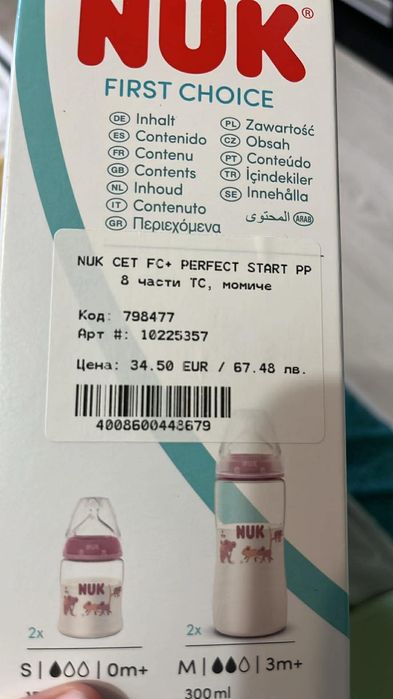 NUK®
FIRST CHOICE
DE Inhalt
ES Contenido
FR Contenu
GB Contents
NL Inhoud
IT Contenuto
GR Περιεχόμενα
PL Zawartość
CZ Obsah
PT Conteúdo
TR İçindekiler
SE Innehålla
المحتوى ARAB
NUK СЕТ FC+ PERFECT START PP
8 части TC, момиче
Код: 798477
Арт #: 10225357
Цена: 34.50 EUR / 67.48 лв.
4008600448679
NUK
NUK
2x
2x
S | 0m+
M | 3m+
300 ml